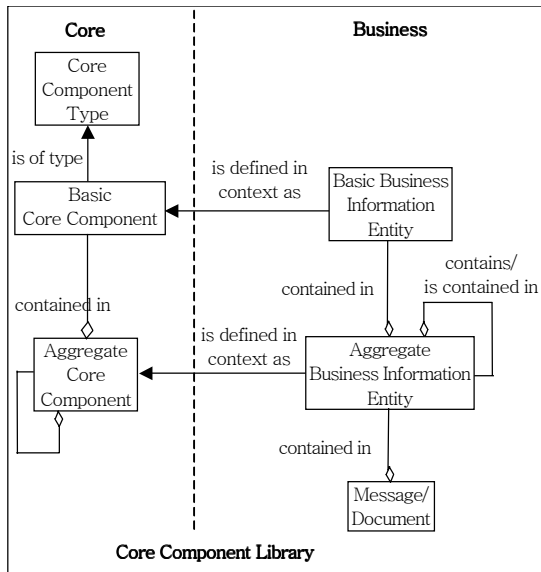 Core
Business
Core
Component
Type
is of type
is defined in
context as
Basic
Core Component
Basic Business
Information
Entity
contains/
is contained in
contained in
contained in
is defined in
context as
Aggregate
Core
Component
Aggregate
Business Information
Entity
contained in
Message/
Document
Core Component Library